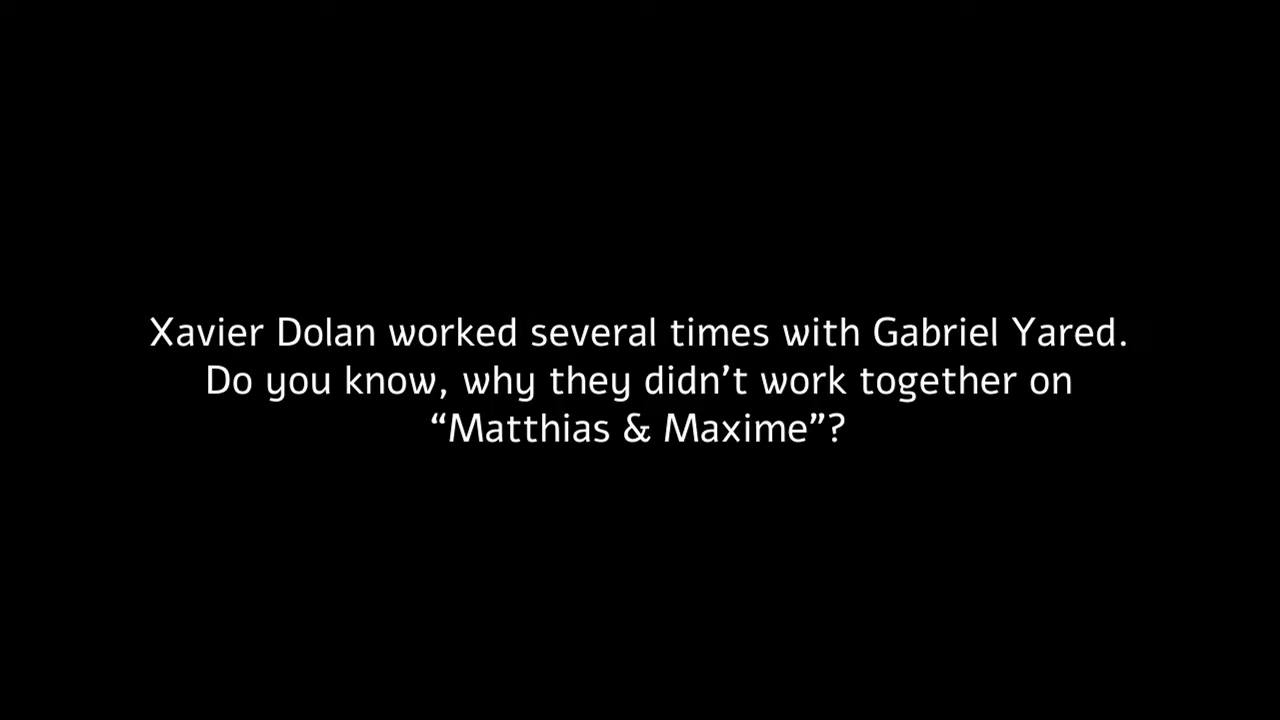 Xavier Dolan worked several times with Gabriel Yared.
Do you know, why they didn’t work together on
“Matthias & Maxime”?